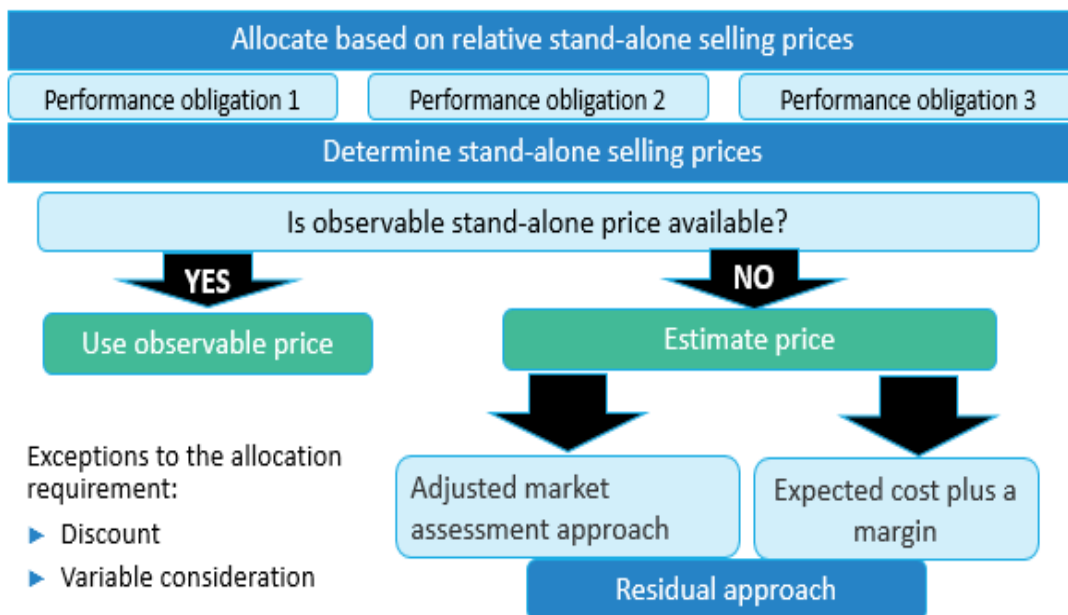 Allocate based on relative stand-alone selling prices
Performance obligation 1
Performance obligation 2
Performance obligation 3
Determine stand-alone selling prices
Is observable stand-alone price available?
YES
NO
Use observable price
Estimate price
Exceptions to the allocation
requirement:
Discount
Variable consideration
Adjusted market
assessment approach
Expected cost plus a
margin
Residual approach